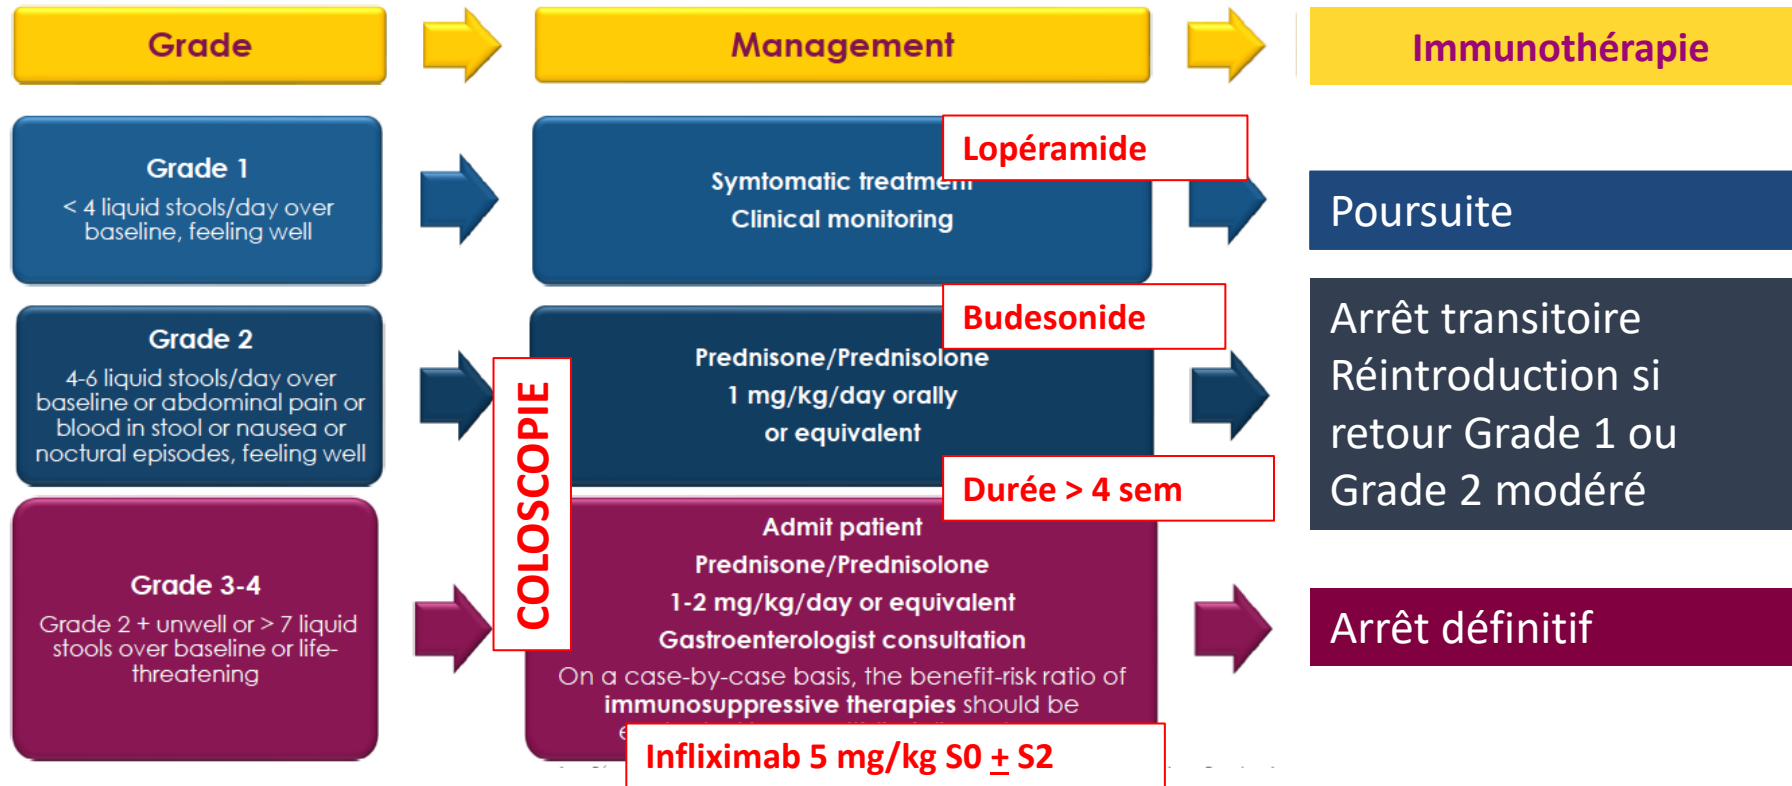 Grade
Management
Immunothérapie
Grade 1
< 4 liquid stools/day over
baseline, feeling well
Lopéramide
Symtomatic treatment
Clinical monitoring
Poursuite
Grade 2
4-6 liquid stools/day over
baseline or abdominal pain or
blood in stool or nausea or
noctural episodes, feeling well
COLOSCOPIE
Budesonide
Prednisone/Prednisolone
1 mg/kg/day orally
or equivalent
Durée > 4 sem
Arrêt transitoire
Réintroduction si
retour Grade 1 ou
Grade 2 modéré
Grade 3-4
Grade 2 + unwell or > 7 liquid
stools over baseline or life-
threatening
Admit patient
Prednisone/Prednisolone
1-2 mg/kg/day or equivalent
Gastroenterologist consultation
On a case-by-case basis, the benefit-risk ratio of
immunosuppressive therapies should be
Infliximab 5 mg/kg S0 ± S2
Arrêt définitif